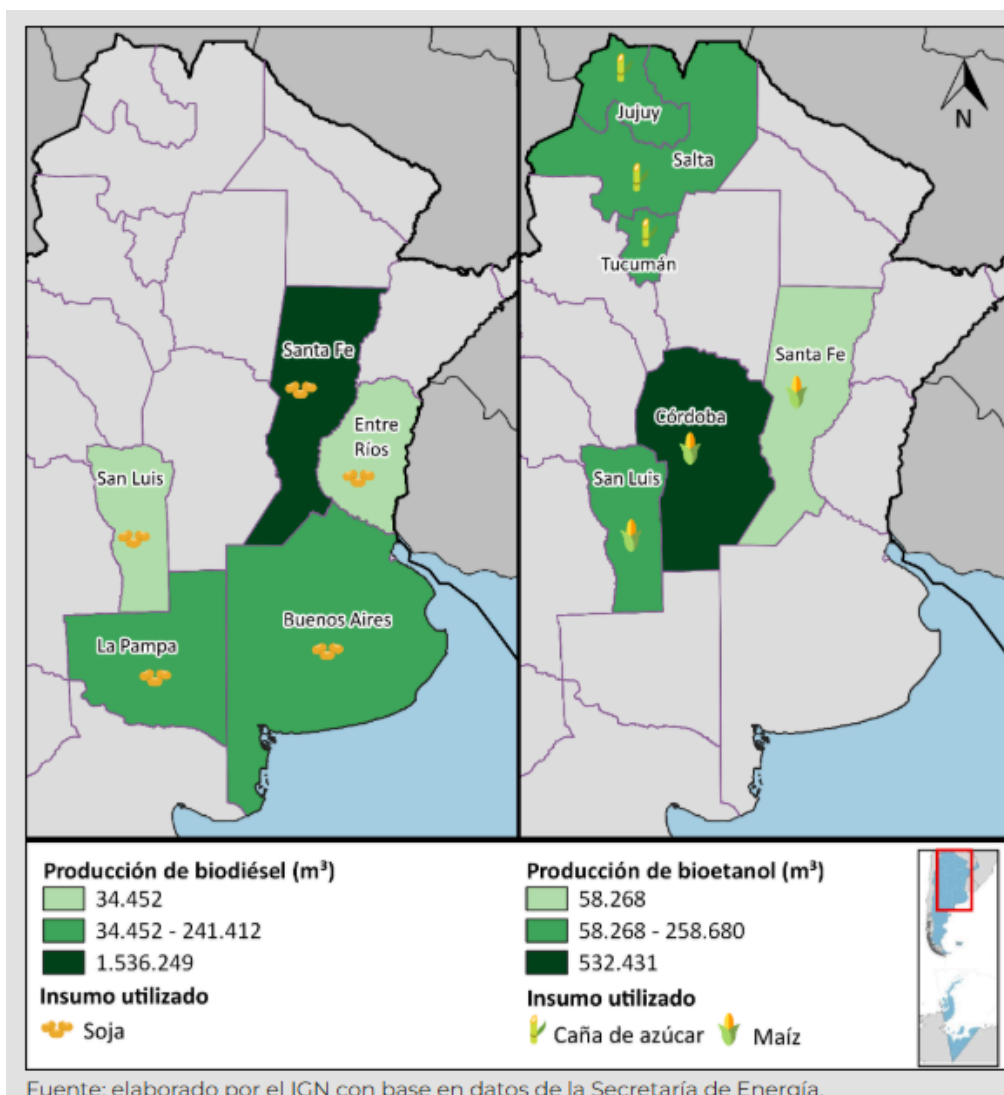 Santa Fe
Entre
Ríos
San Luis
Buenos Aires
La Pampa
N
Jujuy
Salta
Tucumán
Santa Fe
Córdoba
San Luis
Producción de biodiésel (m³)
34.452
34.452 - 241.412
1.536.249
Insumo utilizado
Soja
Producción de bioetanol (m³)
58.268
58.268 - 258.680
532.431
Insumo utilizado
Caña de azúcar
Maíz
Fuente: elaborado por el IGN con base en datos de la Secretaría de Energía.